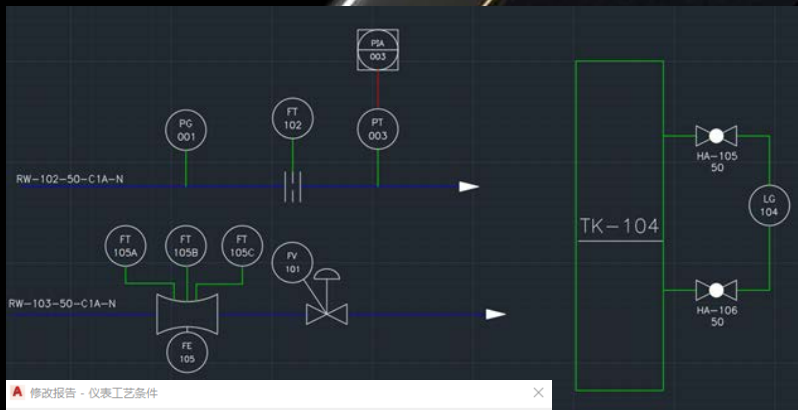 PIA
003
PG
001
FT
102
PT
003
RW-102-50-C1A-N
HA-105
50
LG
104
TK-104
FT
105A
FT
105B
FT
105C
FV
101
RW-103-50-C1A-N
HA-106
50
FE
105
修改报告 - 仪表工艺条件